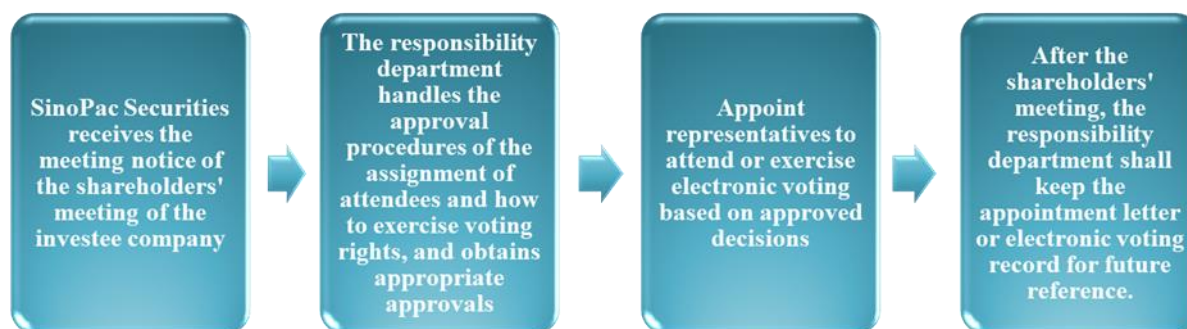 SinoPac Securities
receives the
meeting notice of
the shareholders'
meeting of the
investee company
The responsibility
department
handles the
approval
procedures of the
assignment of
attendees and how
to exercise voting
rights, and obtains
appropriate
approvals
Appoint
representatives to
attend or exercise
electronic voting
based on approved
decisions
After the
shareholders'
meeting, the
responsibility
department shall
keep the
appointment letter
or electronic voting
record for future
reference.